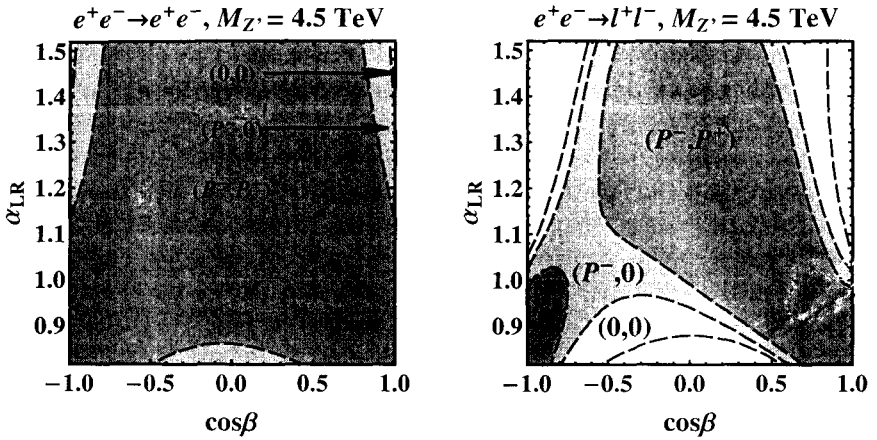 e⁺e⁻→e⁺e⁻, M_Z' = 4.5 TeV
α_LR
1.5
1.4
1.3
1.2
1.1
1.0
0.9
(0,0)
−1.0 −0.5 0.0 0.5 1.0
cosβ
e⁺e⁻→l⁺l⁻, M_Z' = 4.5 TeV
α_LR
1.5
1.4
1.3
1.2
1.1
1.0
0.9
(P⁻,P⁺)
(P⁻,0)
(0,0)
−1.0 −0.5 0.0 0.5 1.0
cosβ